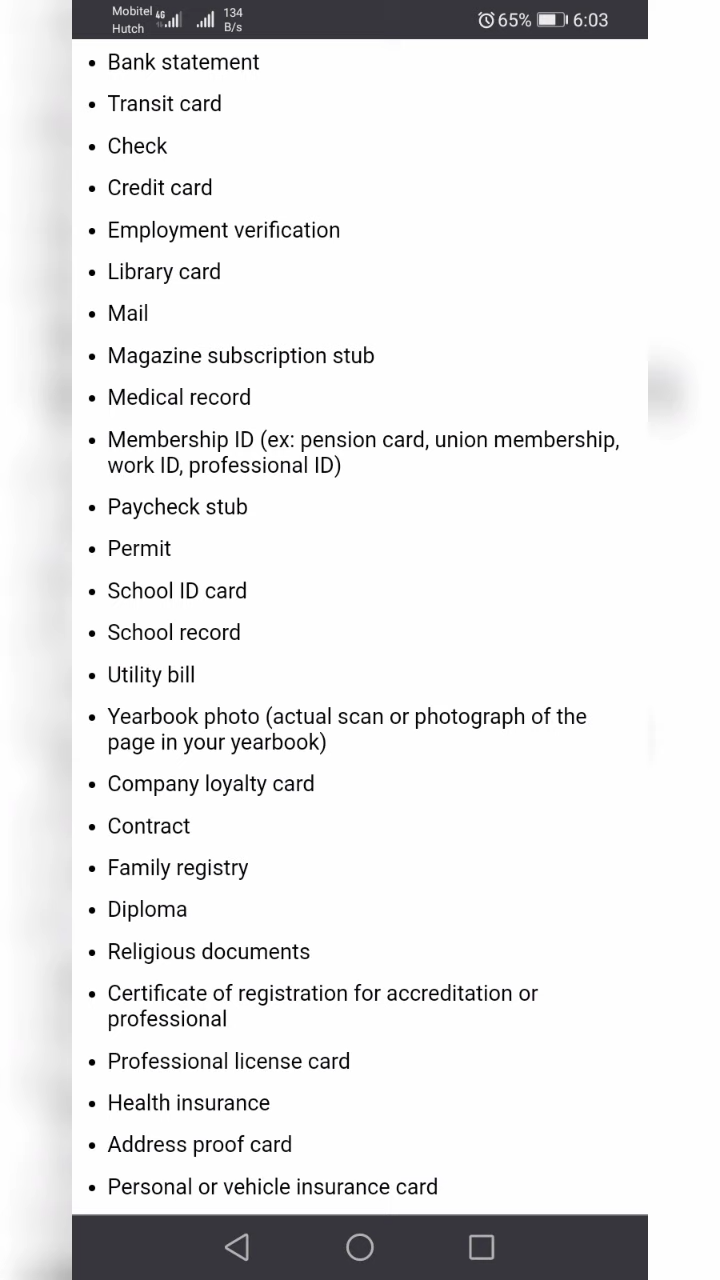 Mobitel 4G 134 65% 6:03
Hutch B/s
• Bank statement
• Transit card
• Check
• Credit card
• Employment verification
• Library card
• Mail
• Magazine subscription stub
• Medical record
• Membership ID (ex: pension card, union membership,
work ID, professional ID)
• Paycheck stub
• Permit
• School ID card
• School record
• Utility bill
• Yearbook photo (actual scan or photograph of the
page in your yearbook)
• Company loyalty card
• Contract
• Family registry
• Diploma
• Religious documents
• Certificate of registration for accreditation or
professional
• Professional license card
• Health insurance
• Address proof card
• Personal or vehicle insurance card